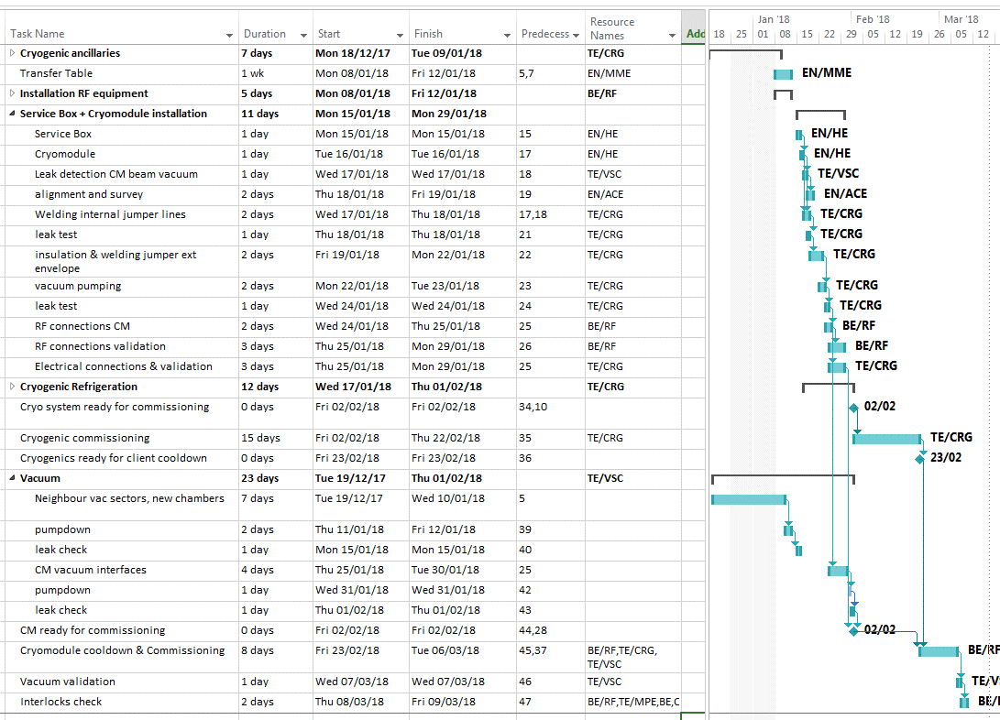 Task Name Duration Start Finish Predecess Resource Names Add
Jan '18 Feb '18 Mar '18
18 25 01 08 15 22 29 05 12 19 26 05 12
Cryogenic ancillaries 7 days Mon 18/12/17 Tue 09/01/18 TE/CRG
Transfer Table 1 wk Mon 08/01/18 Fri 12/01/18 5,7 EN/MME EN/MME
Installation RF equipment 5 days Mon 08/01/18 Fri 12/01/18 BE/RF
Service Box + Cryomodule installation 11 days Mon 15/01/18 Mon 29/01/18
Service Box 1 day Mon 15/01/18 Mon 15/01/18 15 EN/HE EN/HE
Cryomodule 1 day Tue 16/01/18 Tue 16/01/18 17 EN/HE EN/HE
Leak detection CM beam vacuum 1 day Wed 17/01/18 Wed 17/01/18 18 TE/VSC TE/VSC
alignment and survey 2 days Thu 18/01/18 Fri 19/01/18 19 EN/ACE EN/ACE
Welding internal jumper lines 2 days Wed 17/01/18 Thu 18/01/18 17,18 TE/CRG TE/CRG
leak test 1 day Thu 18/01/18 Thu 18/01/18 21 TE/CRG TE/CRG
insulation & welding jumper ext 2 days Fri 19/01/18 Mon 22/01/18 22 TE/CRG TE/CRG
envelope
vacuum pumping 2 days Mon 22/01/18 Tue 23/01/18 23 TE/CRG TE/CRG
leak test 1 day Wed 24/01/18 Wed 24/01/18 24 TE/CRG TE/CRG
RF connections CM 2 days Wed 24/01/18 Thu 25/01/18 25 BE/RF BE/RF
RF connections validation 3 days Thu 25/01/18 Mon 29/01/18 26 BE/RF BE/RF
Electrical connections & validation 3 days Thu 25/01/18 Mon 29/01/18 25 TE/CRG TE/CRG
Cryogenic Refrigeration 12 days Wed 17/01/18 Thu 01/02/18 TE/CRG
Cryo system ready for commissioning 0 days Fri 02/02/18 Fri 02/02/18 34,10 02/02
Cryogenic commissioning 15 days Fri 02/02/18 Thu 22/02/18 35 TE/CRG TE/CRG
Cryogenics ready for client cooldown 0 days Fri 23/02/18 Fri 23/02/18 36 23/02
Vacuum 23 days Tue 19/12/17 Thu 01/02/18 TE/VSC
Neighbour vac sectors, new chambers 7 days Tue 19/12/17 Wed 10/01/18 5
pumpdown 2 days Thu 11/01/18 Fri 12/01/18 39
leak check 1 day Mon 15/01/18 Mon 15/01/18 40
CM vacuum interfaces 4 days Thu 25/01/18 Tue 30/01/18 25
pumpdown 1 day Wed 31/01/18 Wed 31/01/18 42
leak check 1 day Thu 01/02/18 Thu 01/02/18 43
CM ready for commissioning 0 days Fri 02/02/18 Fri 02/02/18 44,28 02/02
Cryomodule cooldown & Commissioning 8 days Fri 23/02/18 Tue 06/03/18 45,37 BE/RF,TE/CRG, BE/RF
TE/VSC
Vacuum validation 1 day Wed 07/03/18 Wed 07/03/18 46 TE/VSC
Interlocks check 2 days Thu 08/03/18 Fri 09/03/18 47 BE/RF,TE/MPE,BE,C